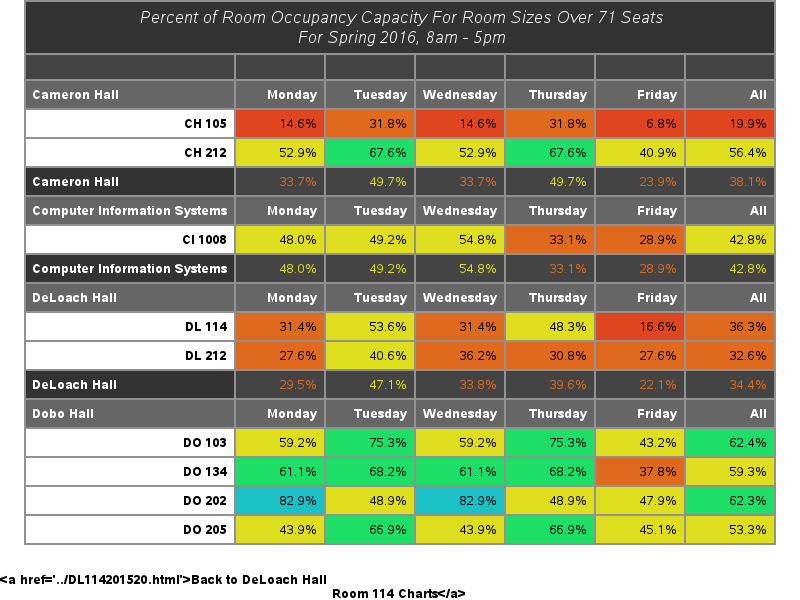 Percent of Room Occupancy Capacity For Room Sizes Over 71 Seats
For Spring 2016, 8am - 5pm
Cameron Hall Monday Tuesday Wednesday Thursday Friday All
CH 105 14.6% 31.8% 14.6% 31.8% 6.8% 19.9%
CH 212 52.9% 67.6% 52.9% 67.6% 40.9% 56.4%
Cameron Hall 33.7% 49.7% 33.7% 49.7% 23.9% 38.1%
Computer Information Systems Monday Tuesday Wednesday Thursday Friday All
CI 1008 48.0% 49.2% 54.8% 33.1% 28.9% 42.8%
Computer Information Systems 48.0% 49.2% 54.8% 33.1% 28.9% 42.8%
DeLoach Hall Monday Tuesday Wednesday Thursday Friday All
DL 114 31.4% 53.6% 31.4% 48.3% 16.6% 36.3%
DL 212 27.6% 40.6% 36.2% 30.8% 27.6% 32.6%
DeLoach Hall 29.5% 47.1% 33.8% 39.6% 22.1% 34.4%
Dobo Hall Monday Tuesday Wednesday Thursday Friday All
DO 103 59.2% 75.3% 59.2% 75.3% 43.2% 62.4%
DO 134 61.1% 68.2% 61.1% 68.2% 37.8% 59.3%
DO 202 82.9% 48.9% 82.9% 48.9% 47.9% 62.3%
DO 205 43.9% 66.9% 43.9% 66.9% 45.1% 53.3%
<a href='../DL114201520.html'>Back to DeLoach Hall
Room 114 Charts</a>